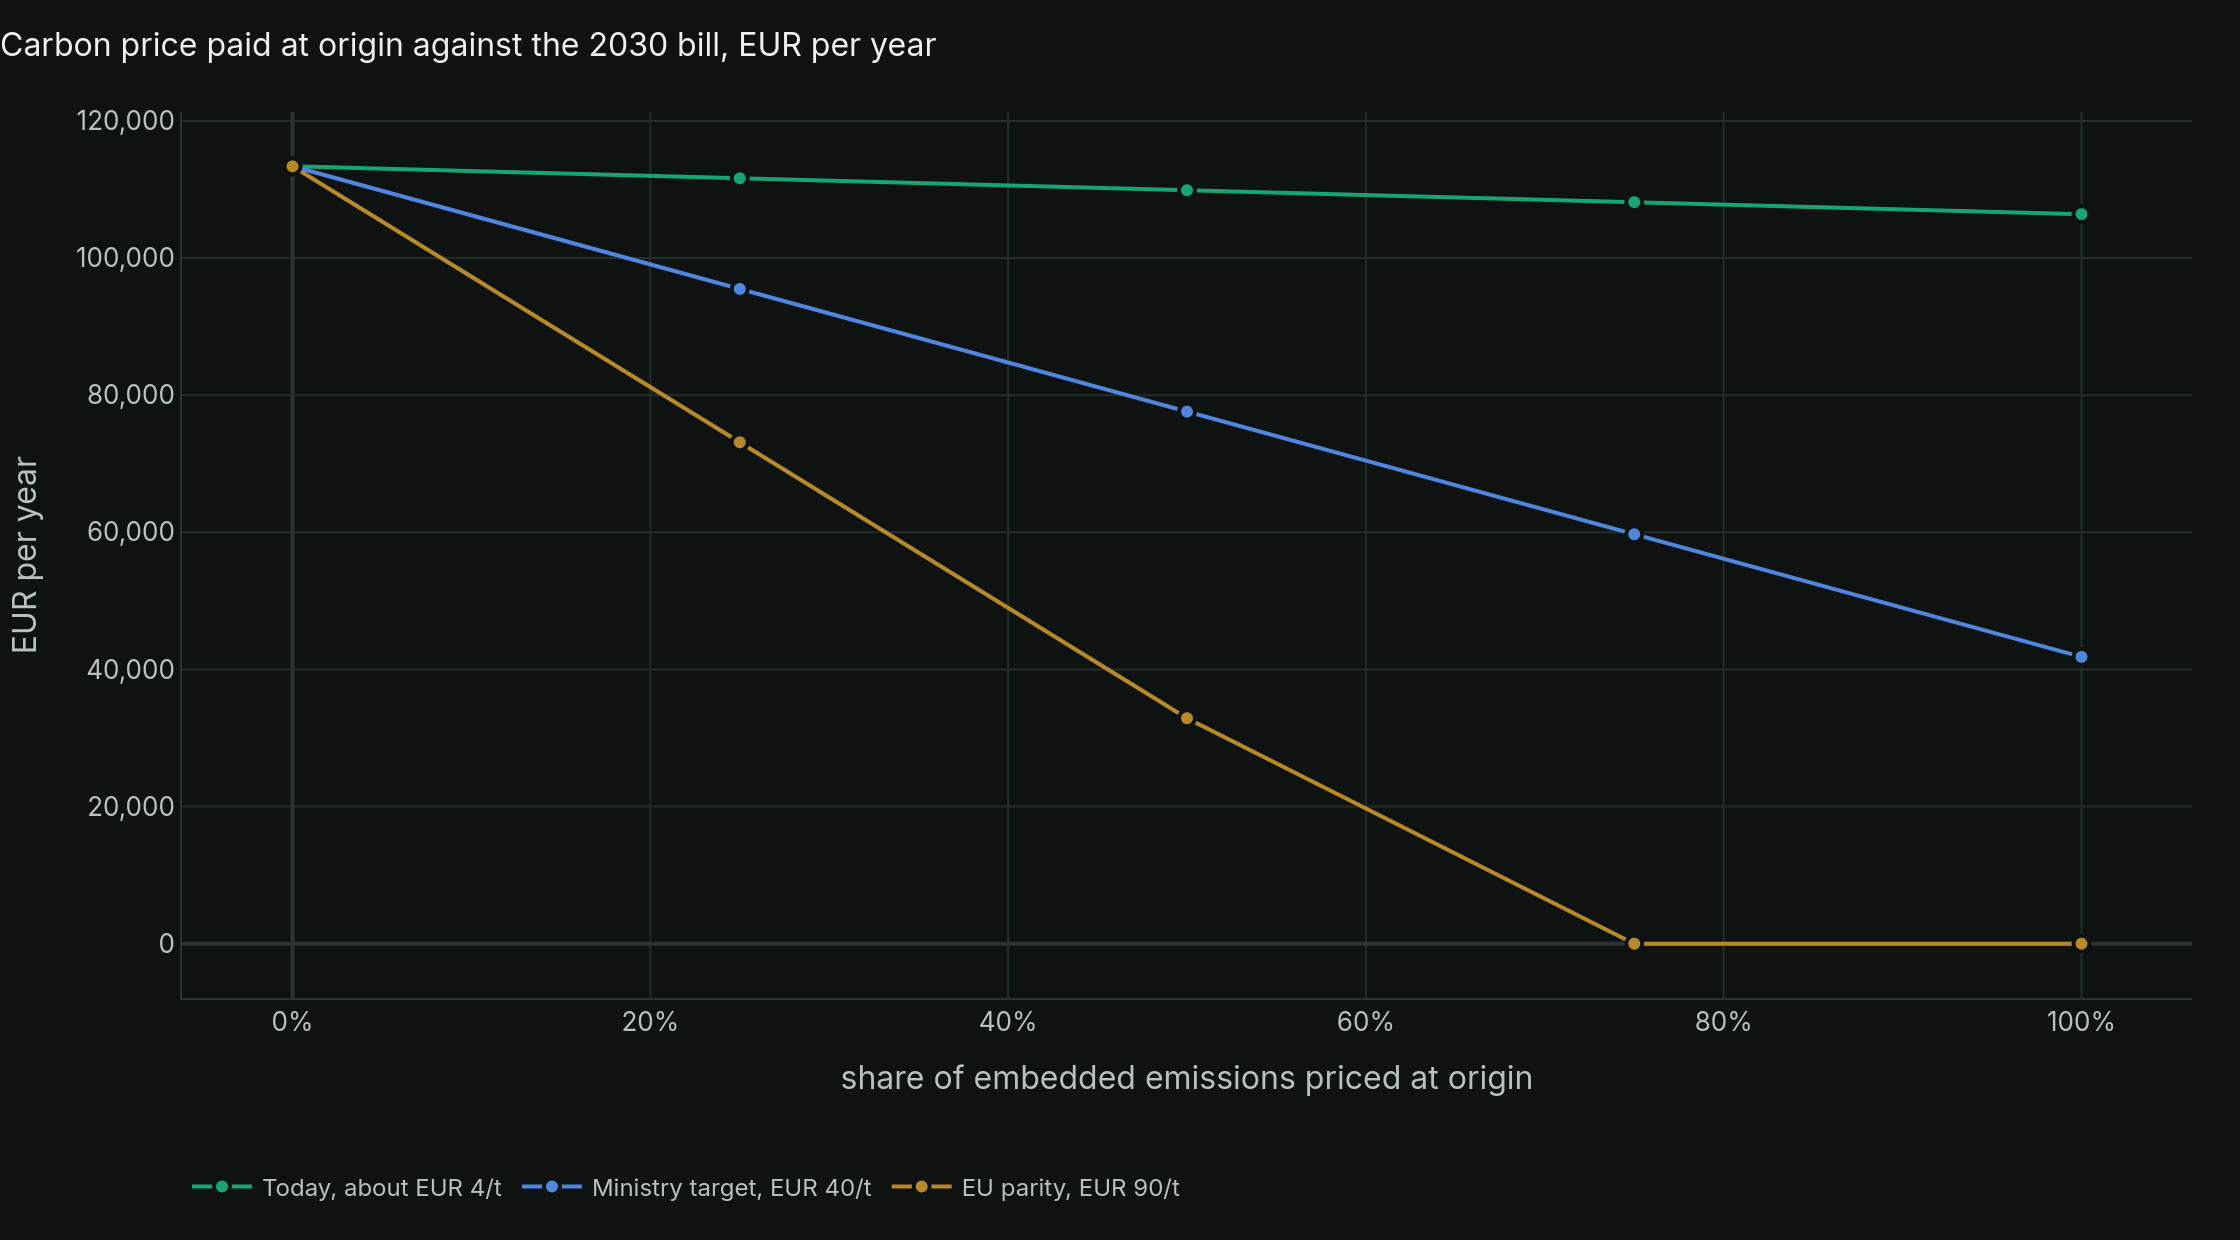 Carbon price paid at origin against the 2030 bill, EUR per year
120,000
100,000
80,000
60,000
40,000
20,000
0
EUR per year
0% 20% 40% 60% 80% 100%
share of embedded emissions priced at origin
Today, about EUR 4/t Ministry target, EUR 40/t EU parity, EUR 90/t